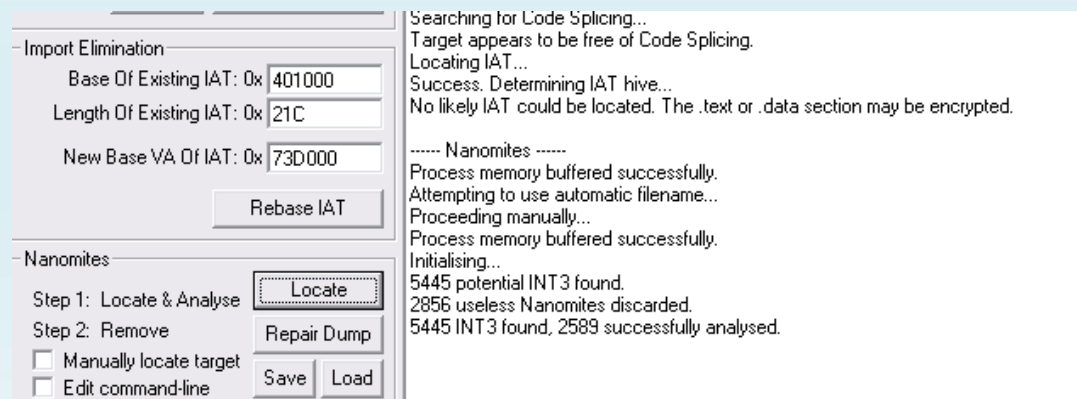 Import Elimination
Base Of Existing IAT: 0x 401000
Length Of Existing IAT: 0x 21C
New Base VA Of IAT: 0x 73D000
Rebase IAT
Nanomites
Step 1: Locate & Analyse
Locate
Step 2: Remove
Repair Dump
Manually locate target
Edit command-line
Save
Load
Searching for Code Splicing...
Target appears to be free of Code Splicing.
Locating IAT...
Success. Determining IAT hive...
No likely IAT could be located. The .text or .data section may be encrypted.
------ Nanomites ------
Process memory buffered successfully.
Attempting to use automatic filename...
Proceeding manually...
Process memory buffered successfully.
Initialising...
5445 potential INT3 found.
2856 useless Nanomites discarded.
5445 INT3 found, 2589 successfully analysed.